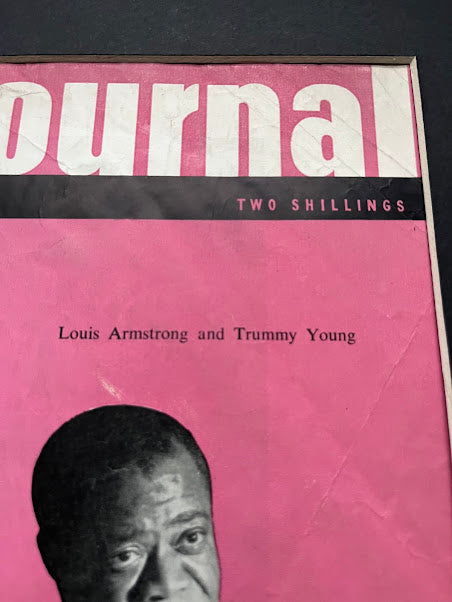 ournal
TWO SHILLINGS
Louis Armstrong and Trummy Young